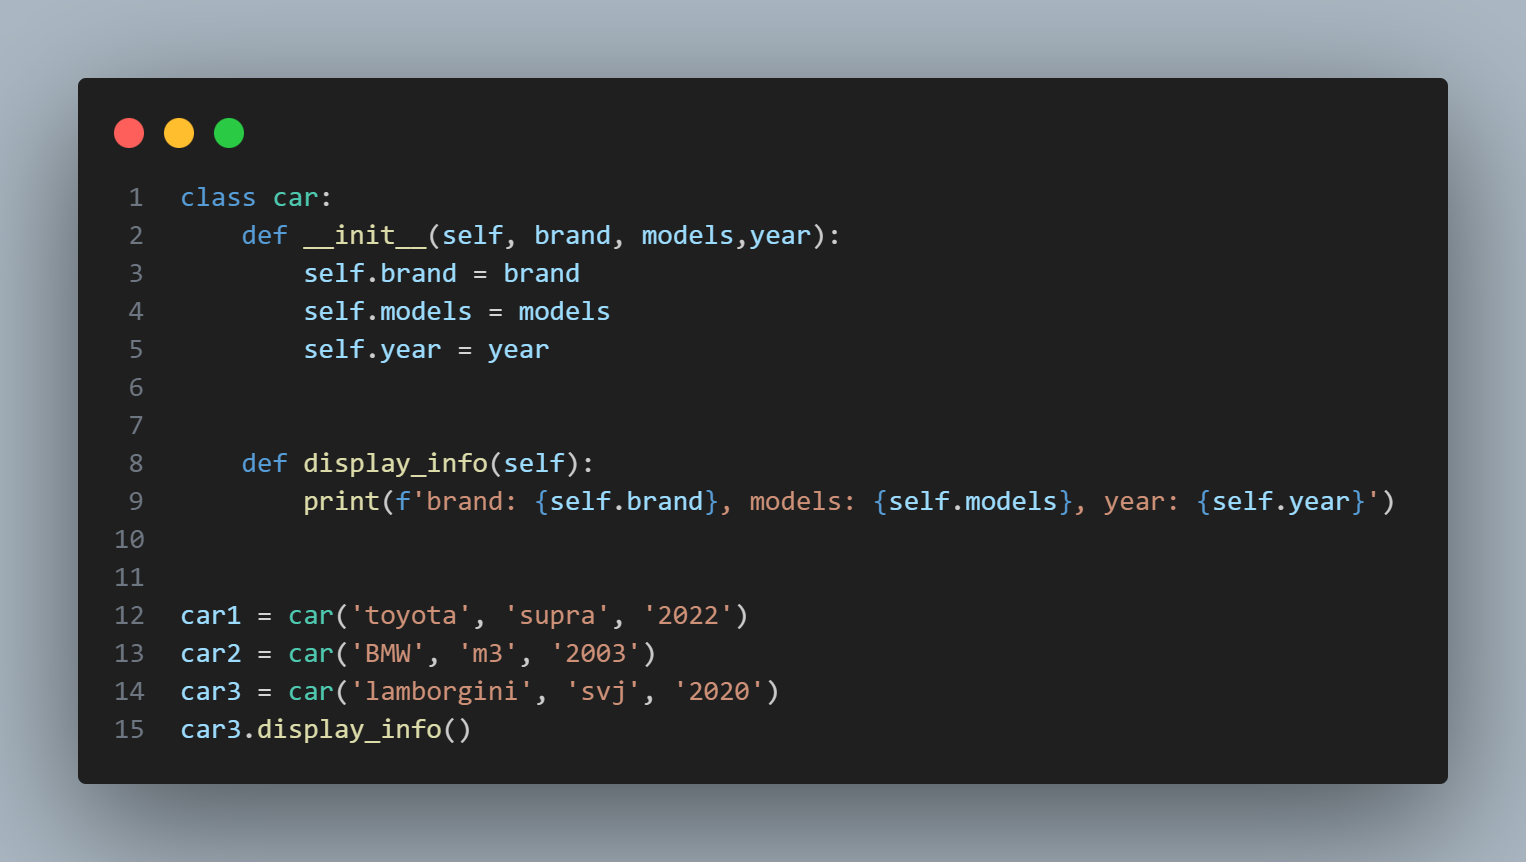 1 class car:
2     def __init__(self, brand, models,year):
3         self.brand = brand
4         self.models = models
5         self.year = year
6
7
8     def display_info(self):
9         print(f'brand: {self.brand}, models: {self.models}, year: {self.year}')
10
11
12 car1 = car('toyota', 'supra', '2022')
13 car2 = car('BMW', 'm3', '2003')
14 car3 = car('lamborgini', 'svj', '2020')
15 car3.display_info()